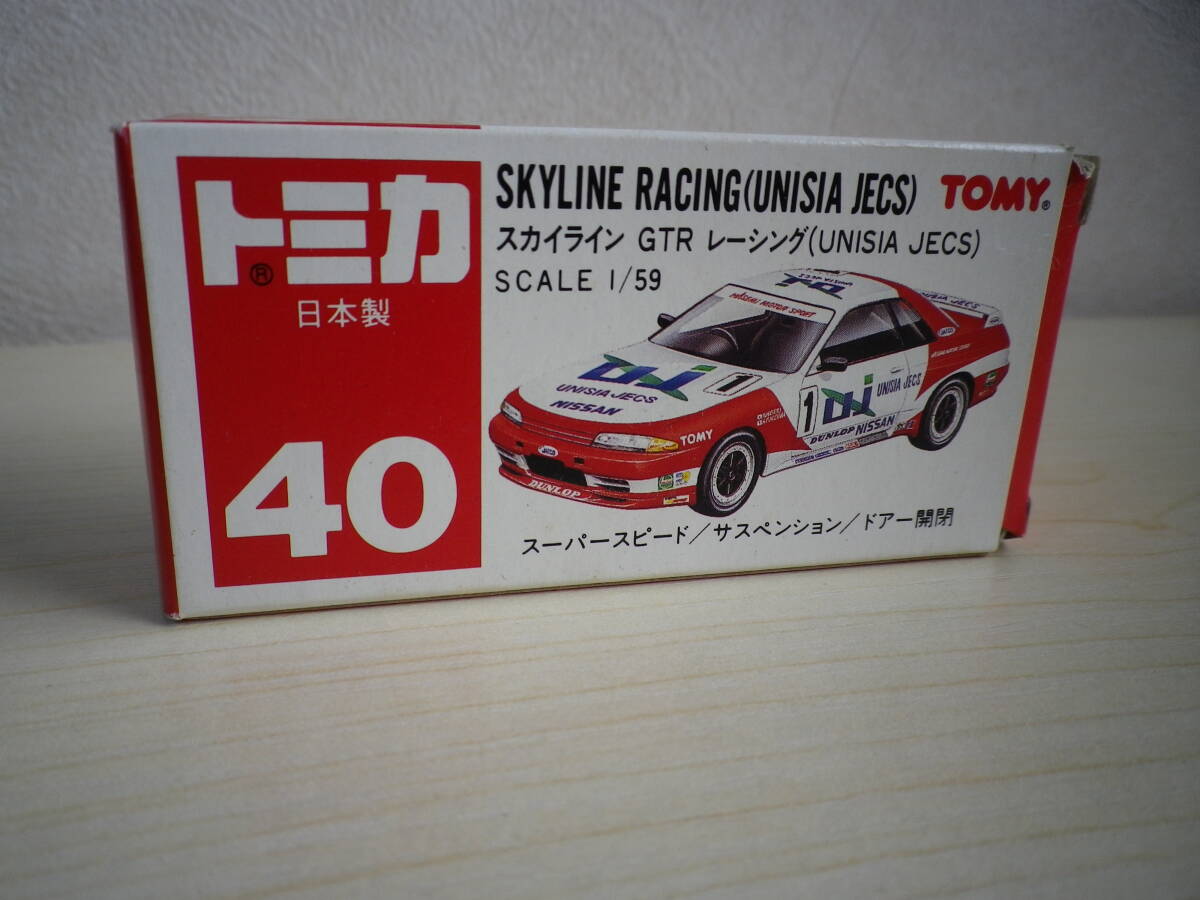 トミカ®
日本製
40
SKYLINE RACING(UNISIA JECS)
TOMY®
スカイライン GTR レーシング(UNISIA JECS)
SCALE 1/59
UNISIA JECS
NISSAN
1
TOMY
DUNLOP
1
UNISIA JECS
DUNLOP NISSAN
UNISIA JECS
スーパースピード/サスペンション/ドアー開閉